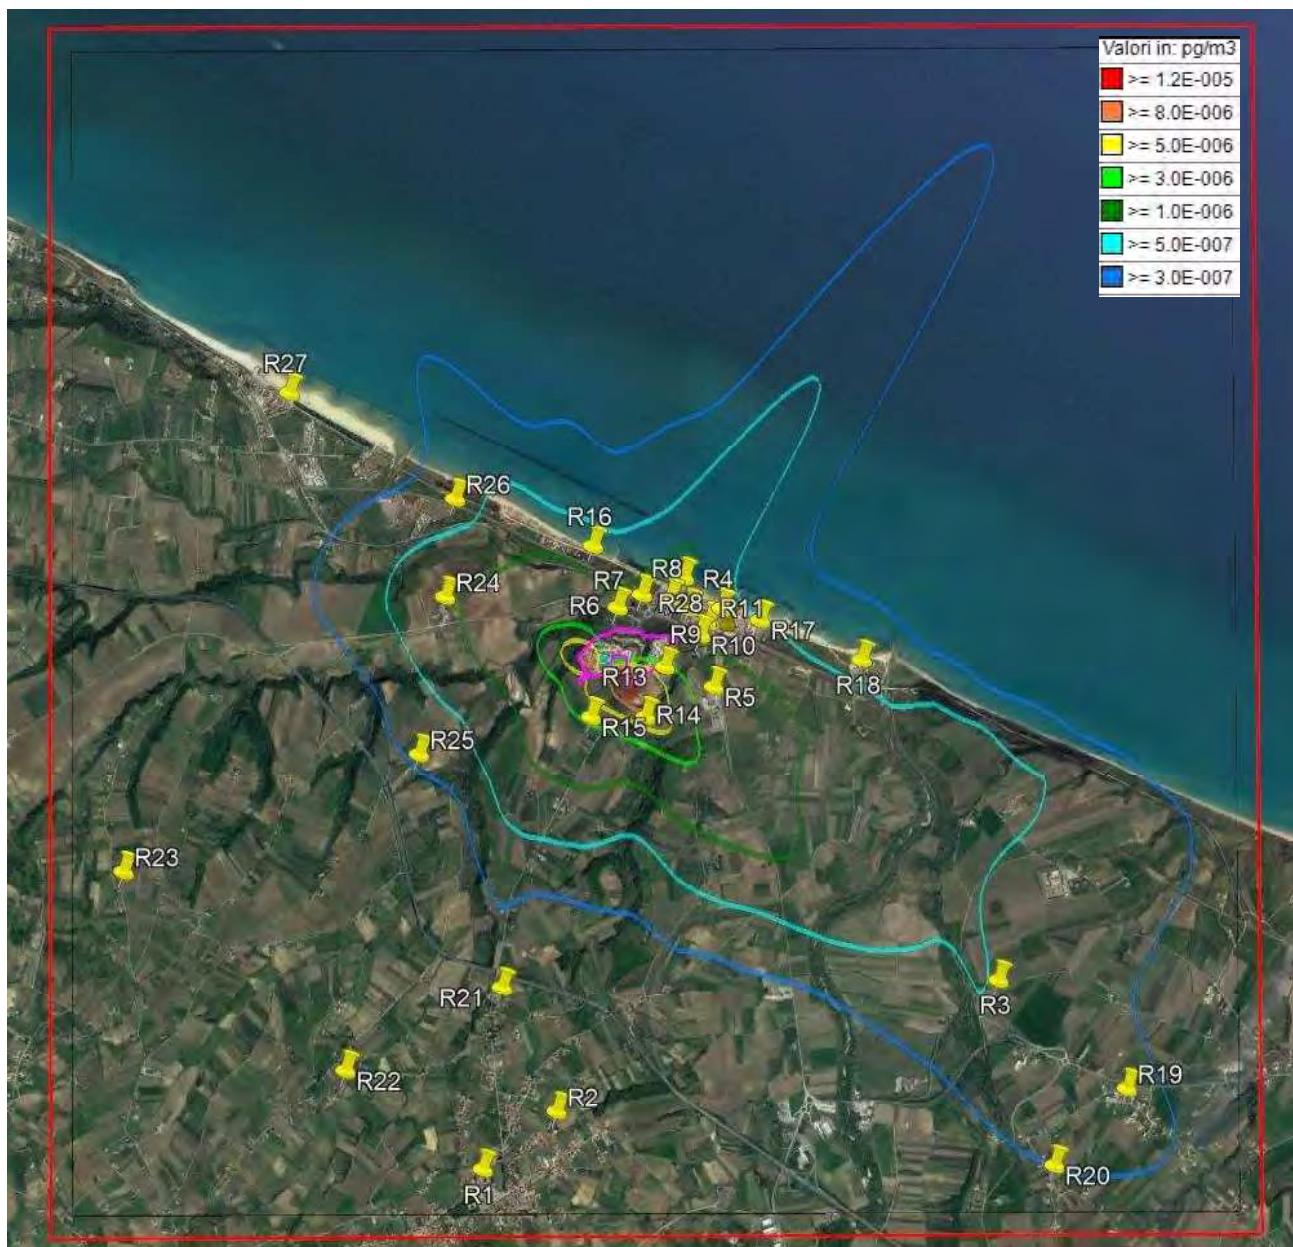 Valori in: pg/m3
>= 1.2E-005
>= 8.0E-006
>= 5.0E-006
>= 3.0E-006
>= 1.0E-006
>= 5.0E-007
>= 3.0E-007
R27
R26
R16
R24
R7
R8
R4
R6
R28
R11
R17
R9
R10
R18
R13
R5
R15
R14
R25
R23
R21
R3
R22
R2
R19
R20
R1